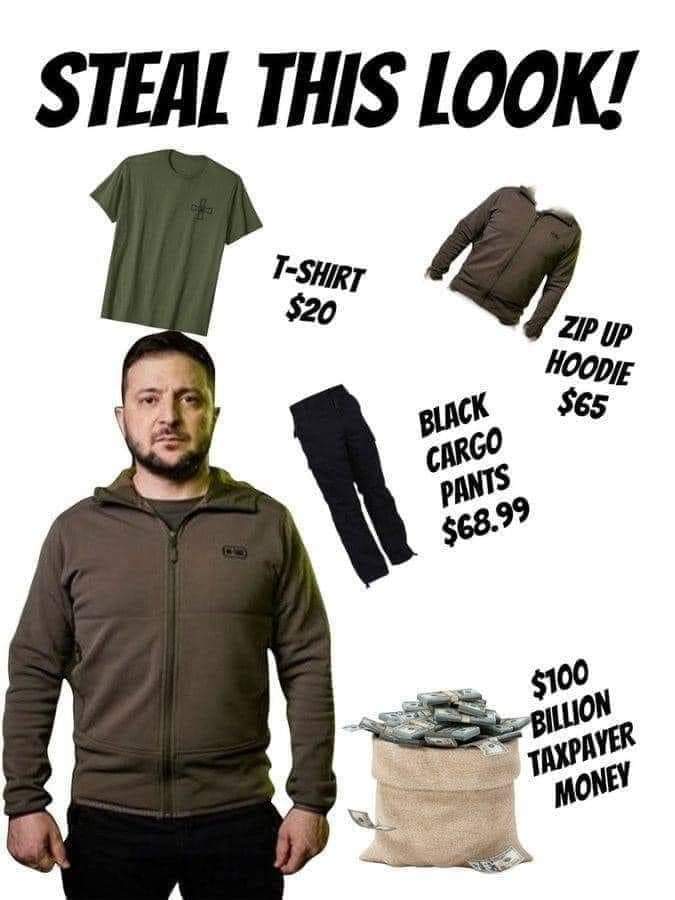 STEAL THIS LOOK!
T-SHIRT
$20
ZIP UP
HOODIE
$65
BLACK
CARGO
PANTS
$68.99
$100
BILLION
TAXPAYER
MONEY